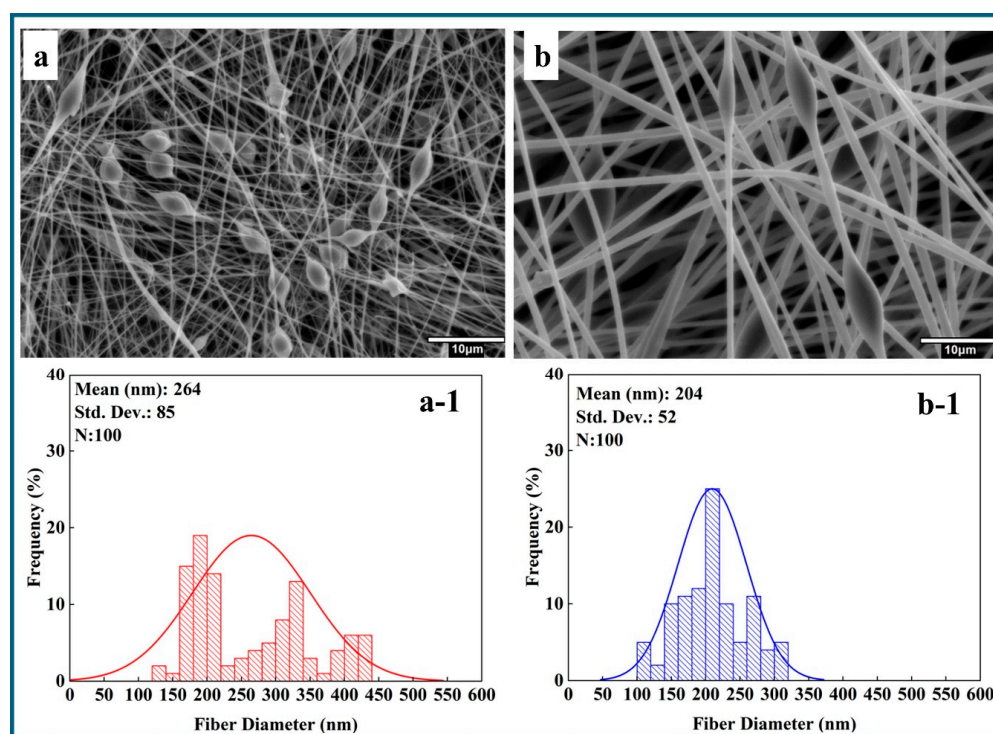 a
b
10μm
10μm
Mean (nm): 264
Std. Dev.: 85
N:100
a-1
Frequency (%)
40
30
20
10
0
0 50 100 150 200 250 300 350 400 450 500 550 600
Fiber Diameter (nm)
Mean (nm): 204
Std. Dev.: 52
N:100
b-1
Frequency (%)
40
30
20
10
0
0 50 100 150 200 250 300 350 400 450 500 550 600
Fiber Diameter (nm)